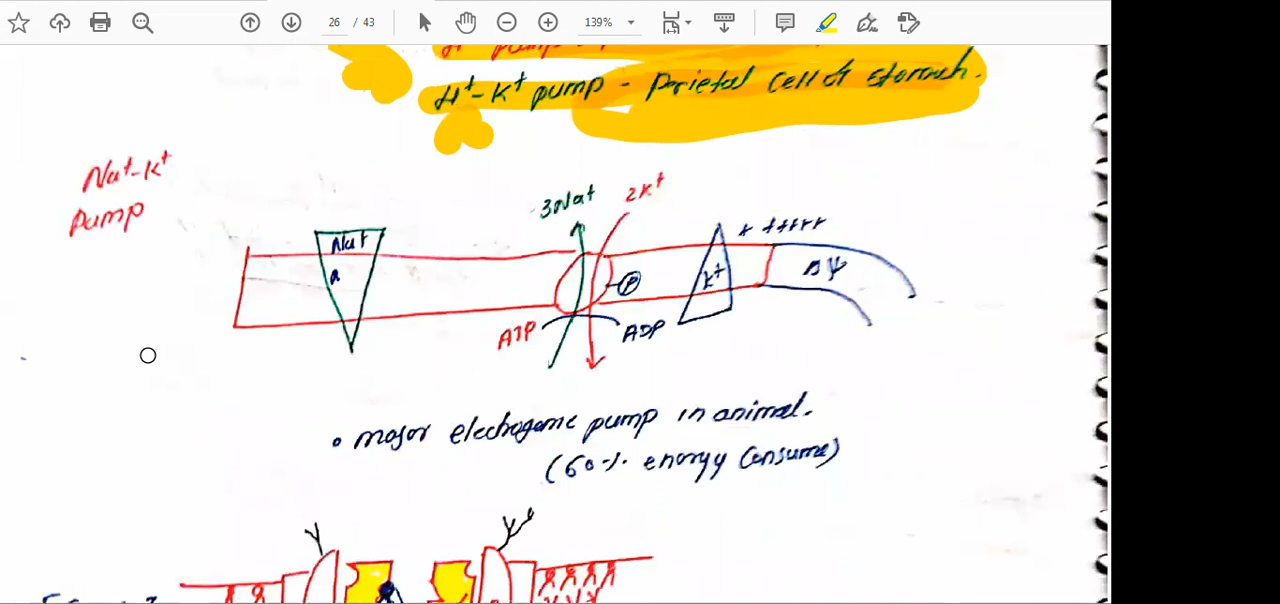 26 / 43
139%
H⁺-K⁺ pump - Parietal cell of stomach.
Na⁺-K⁺
Pump
3Na⁺ 2K⁺
Na⁺
+ +++++
K⁺
Δψ
P
ATP ADP
• major electrogenic pump in animal.
(60%. energy consume)